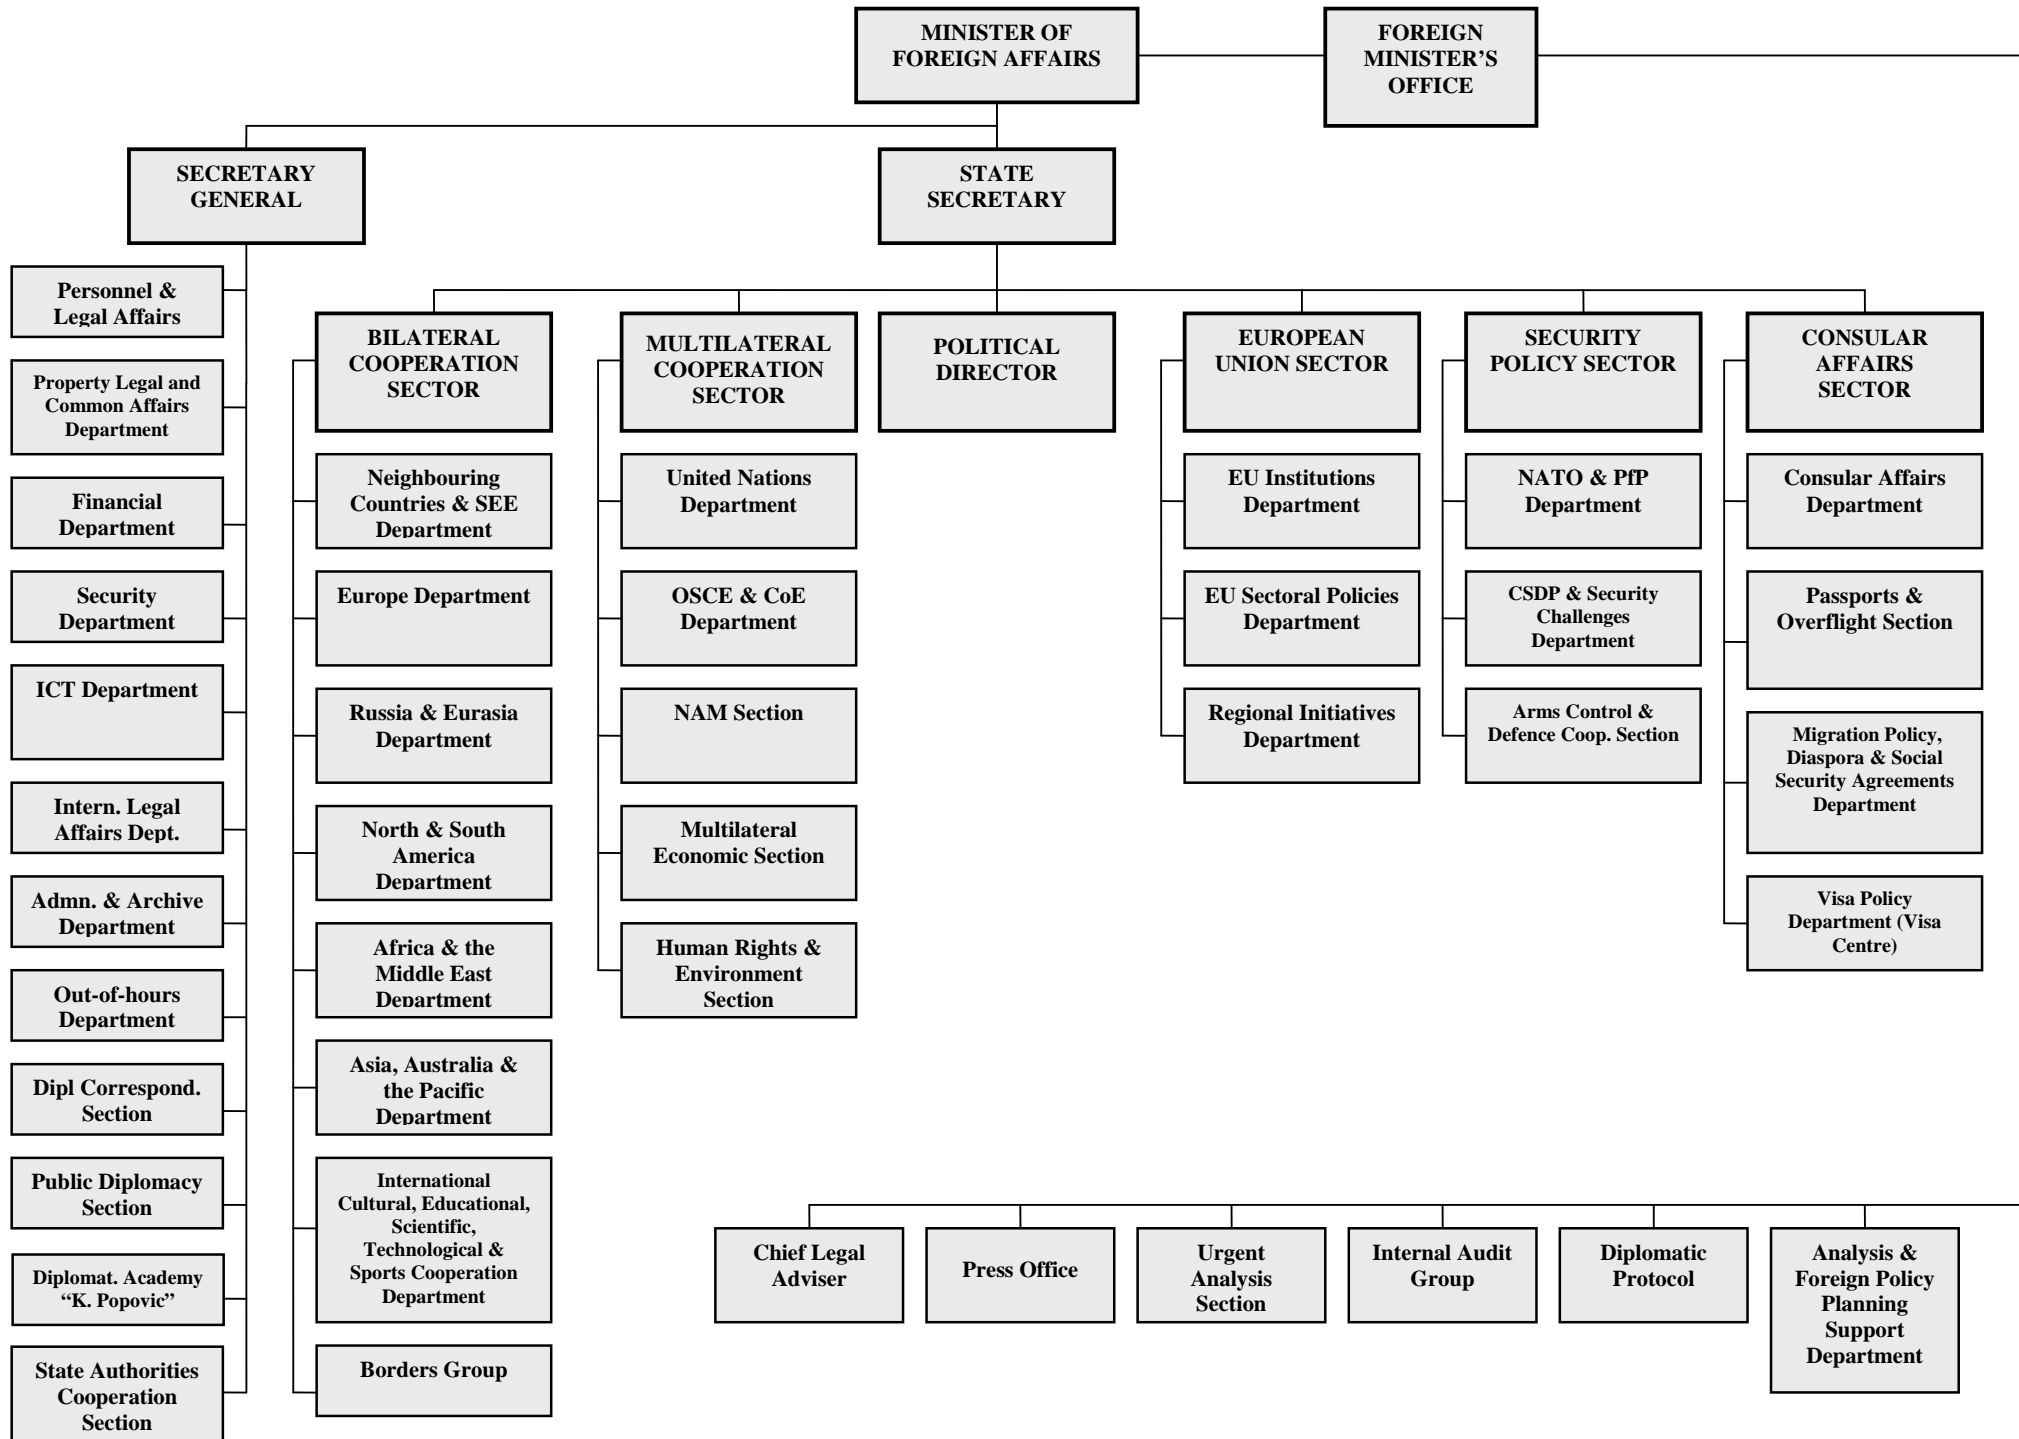 MINISTER OF
FOREIGN AFFAIRS
FOREIGN
MINISTER’S
OFFICE
SECRETARY
GENERAL
STATE
SECRETARY
Personnel &
Legal Affairs
Property Legal and
Common Affairs
Department
Financial
Department
Security
Department
ICT Department
Intern. Legal
Affairs Dept.
Admn. & Archive
Department
Out-of-hours
Department
Dipl Correspond.
Section
Public Diplomacy
Section
Diplomat. Academy
“K. Popovic”
State Authorities
Cooperation
Section
BILATERAL
COOPERATION
SECTOR
Neighbouring
Countries & SEE
Department
Europe Department
Russia & Eurasia
Department
North & South
America
Department
Africa & the
Middle East
Department
Asia, Australia &
the Pacific
Department
International
Cultural, Educational,
Scientific,
Technological &
Sports Cooperation
Department
Borders Group
MULTILATERAL
COOPERATION
SECTOR
United Nations
Department
OSCE & CoE
Department
NAM Section
Multilateral
Economic Section
Human Rights &
Environment
Section
POLITICAL
DIRECTOR
EUROPEAN
UNION SECTOR
EU Institutions
Department
EU Sectoral Policies
Department
Regional Initiatives
Department
SECURITY
POLICY SECTOR
NATO & PfP
Department
CSDP & Security
Challenges
Department
Arms Control &
Defence Coop. Section
CONSULAR
AFFAIRS
SECTOR
Consular Affairs
Department
Passports &
Overflight Section
Migration Policy,
Diaspora & Social
Security Agreements
Department
Visa Policy
Department (Visa
Centre)
Chief Legal
Adviser
Press Office
Urgent
Analysis
Section
Internal Audit
Group
Diplomatic
Protocol
Analysis &
Foreign Policy
Planning
Support
Department